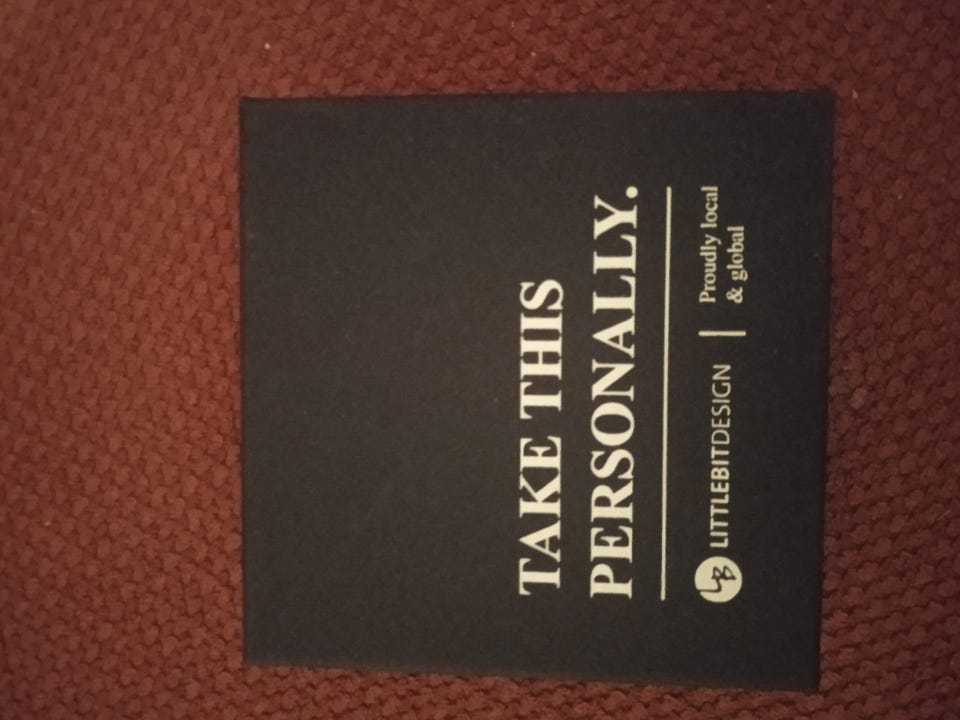 TAKE THIS
PERSONALLY.
LITTLEBITDESIGN | Proudly local
& global